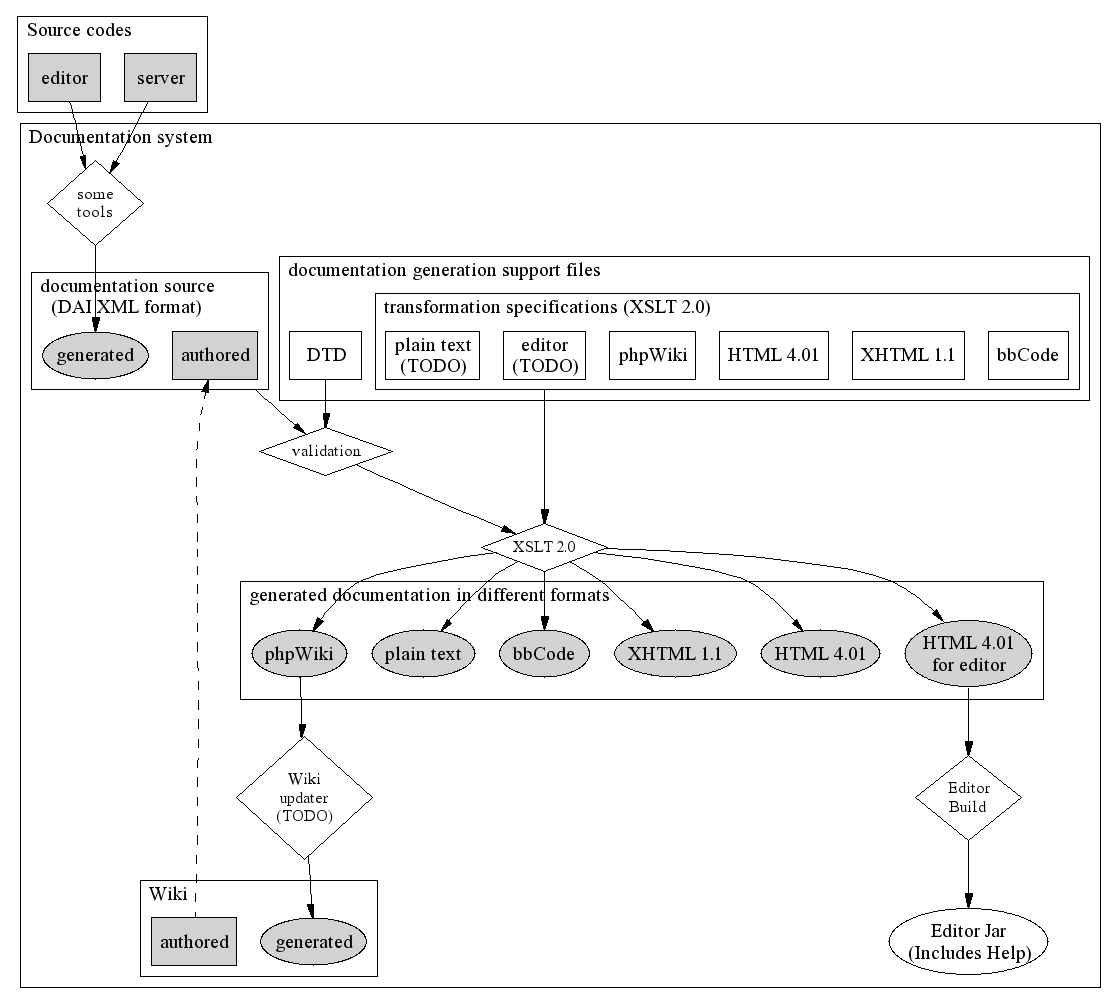 Source codes
editor
server
Documentation system
some
tools
documentation source
(DAI XML format)
generated
authored
documentation generation support files
transformation specifications (XSLT 2.0)
DTD
plain text
(TODO)
editor
(TODO)
phpWiki
HTML 4.01
XHTML 1.1
bbCode
validation
XSLT 2.0
generated documentation in different formats
phpWiki
plain text
bbCode
XHTML 1.1
HTML 4.01
HTML 4.01
for editor
Wiki
updater
(TODO)
Editor
Build
Wiki
authored
generated
Editor Jar
(Includes Help)